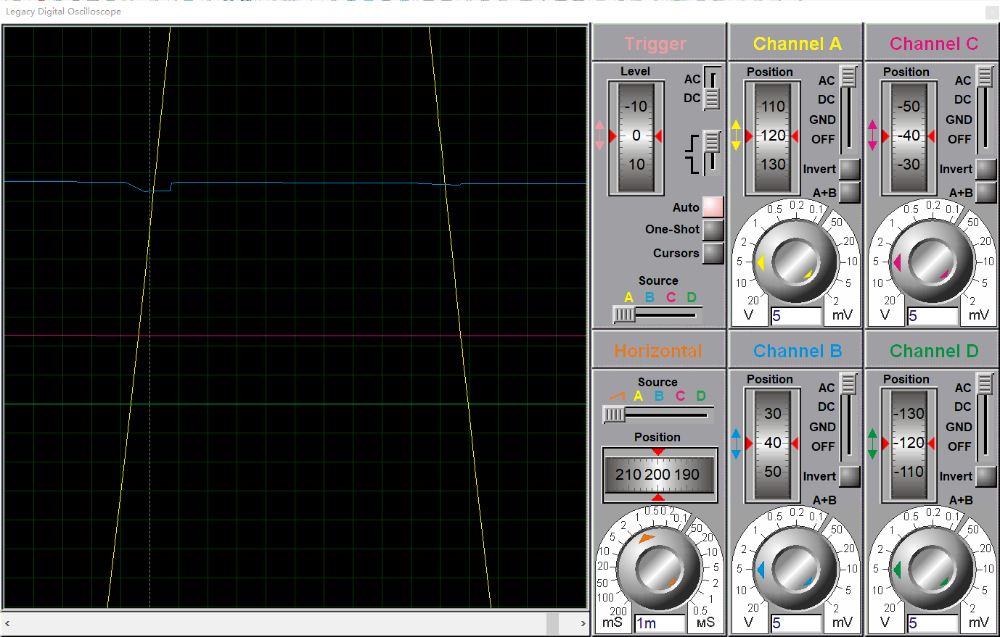 Legacy Digital Oscilloscope
Trigger
Level
-10
0
10
AC
DC
Auto
One-Shot
Cursors
Source
A B C D
Channel A
Position
110
120
130
AC
DC
GND
OFF
Invert
A+B
20 10 5 2 1 0.5 0.2 0.1 50 20 10 5 2
V
5
mV
Channel C
Position
-50
-40
-30
AC
DC
GND
OFF
Invert
A+B
20 10 5 2 1 0.5 0.2 0.1 50 20 10 5 2
V
5
mV
Horizontal
Source
A B C D
Position
210 200 190
200 100 50 20 10 5 2 1 0.5 0.2 0.1 50 20 10 5 2 1 0.5
mS
1m
мS
Channel B
Position
30
40
50
AC
DC
GND
OFF
Invert
A+B
20 10 5 2 1 0.5 0.2 0.1 50 20 10 5 2
V
5
mV
Channel D
Position
-130
-120
-110
AC
DC
GND
OFF
Invert
A+B
20 10 5 2 1 0.5 0.2 0.1 50 20 10 5 2
V
5
mV